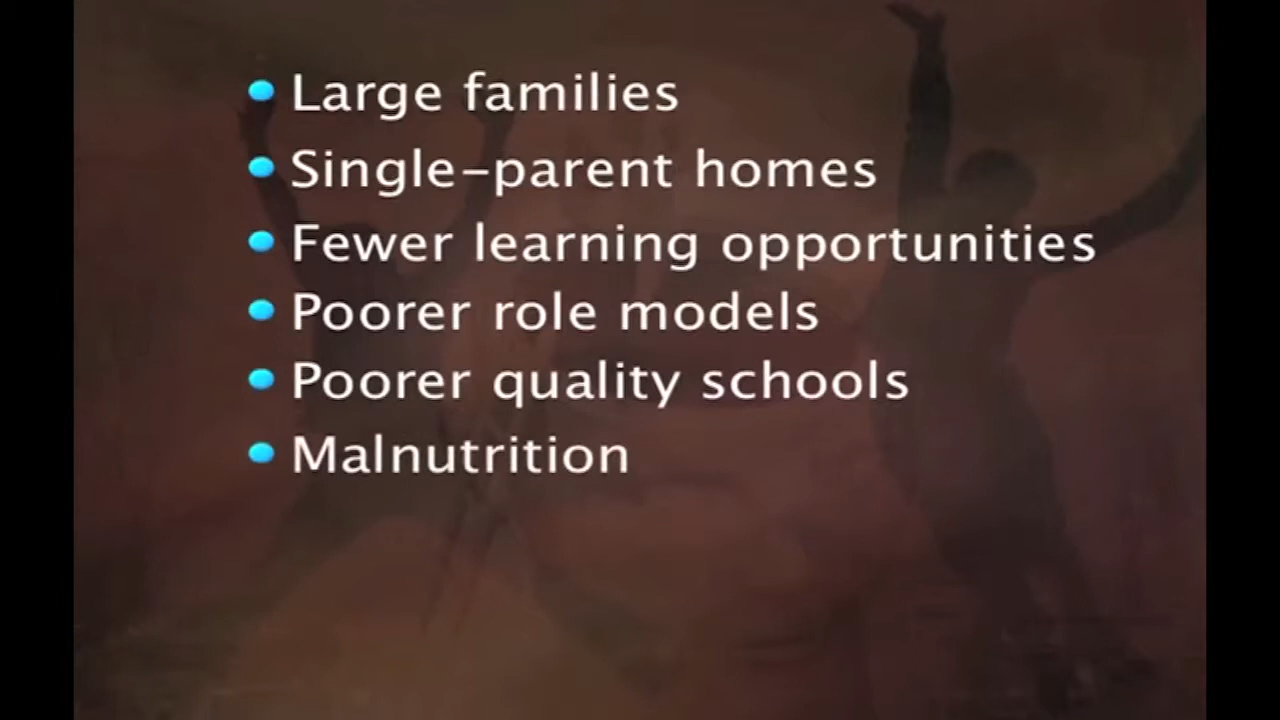 Large families
Single-parent homes
Fewer learning opportunities
Poorer role models
Poorer quality schools
Malnutrition